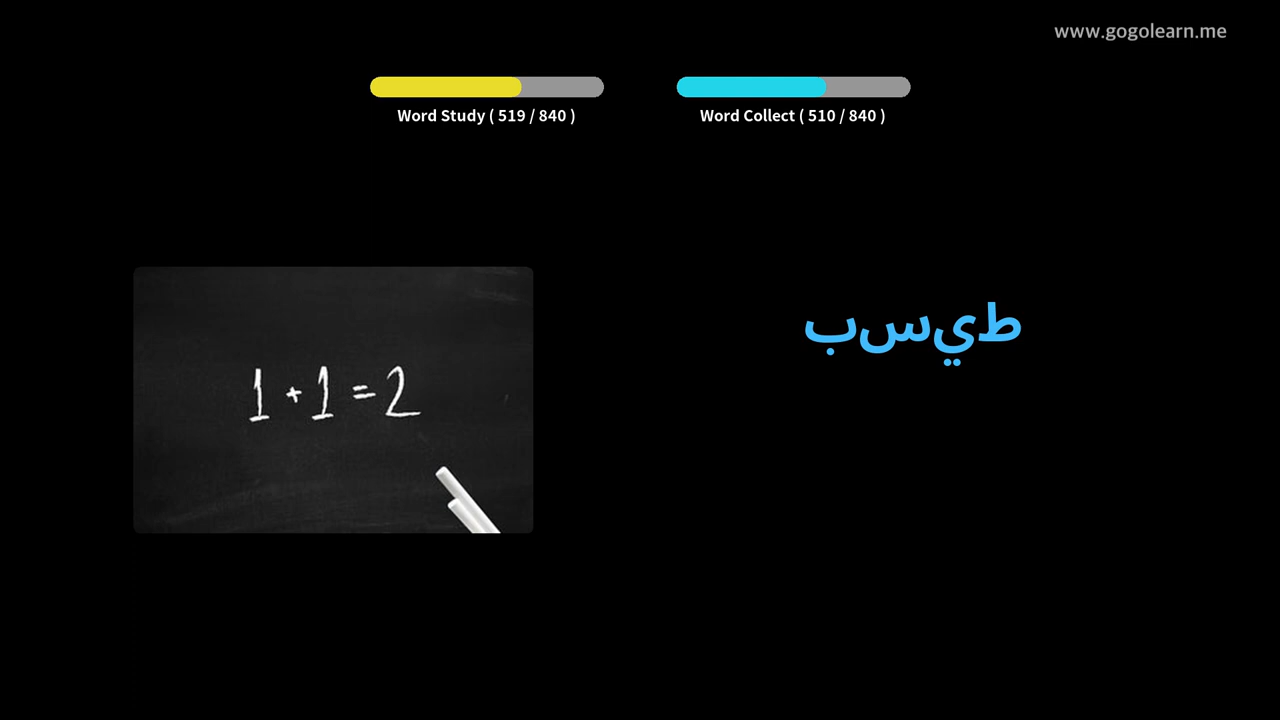 www.gogolearn.me
Word Study ( 519 / 840 )
Word Collect ( 510 / 840 )
بسيط
1 + 1 = 2